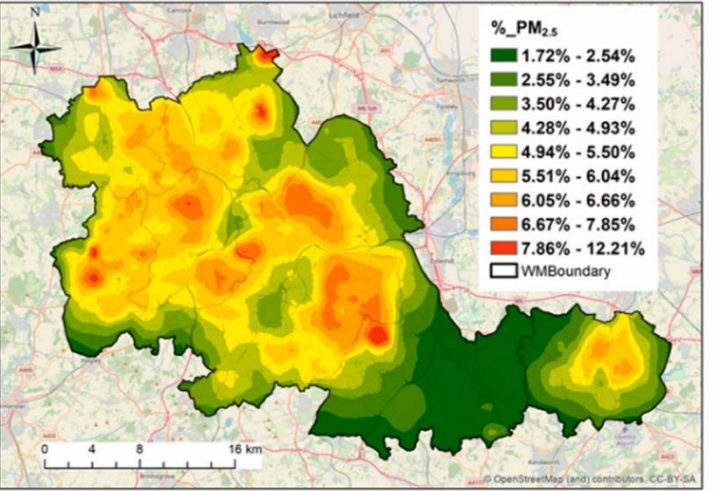 N
%_PM2.5
1.72% - 2.54%
2.55% - 3.49%
3.50% - 4.27%
4.28% - 4.93%
4.94% - 5.50%
5.51% - 6.04%
6.05% - 6.66%
6.67% - 7.85%
7.86% - 12.21%
WMBoundary
Cannock
Burntwood
Lichfield
Tamworth
0 4 8 16 km
Bromsgrove
Kenilworth
© OpenStreetMap (and) contributors, CC-BY-SA